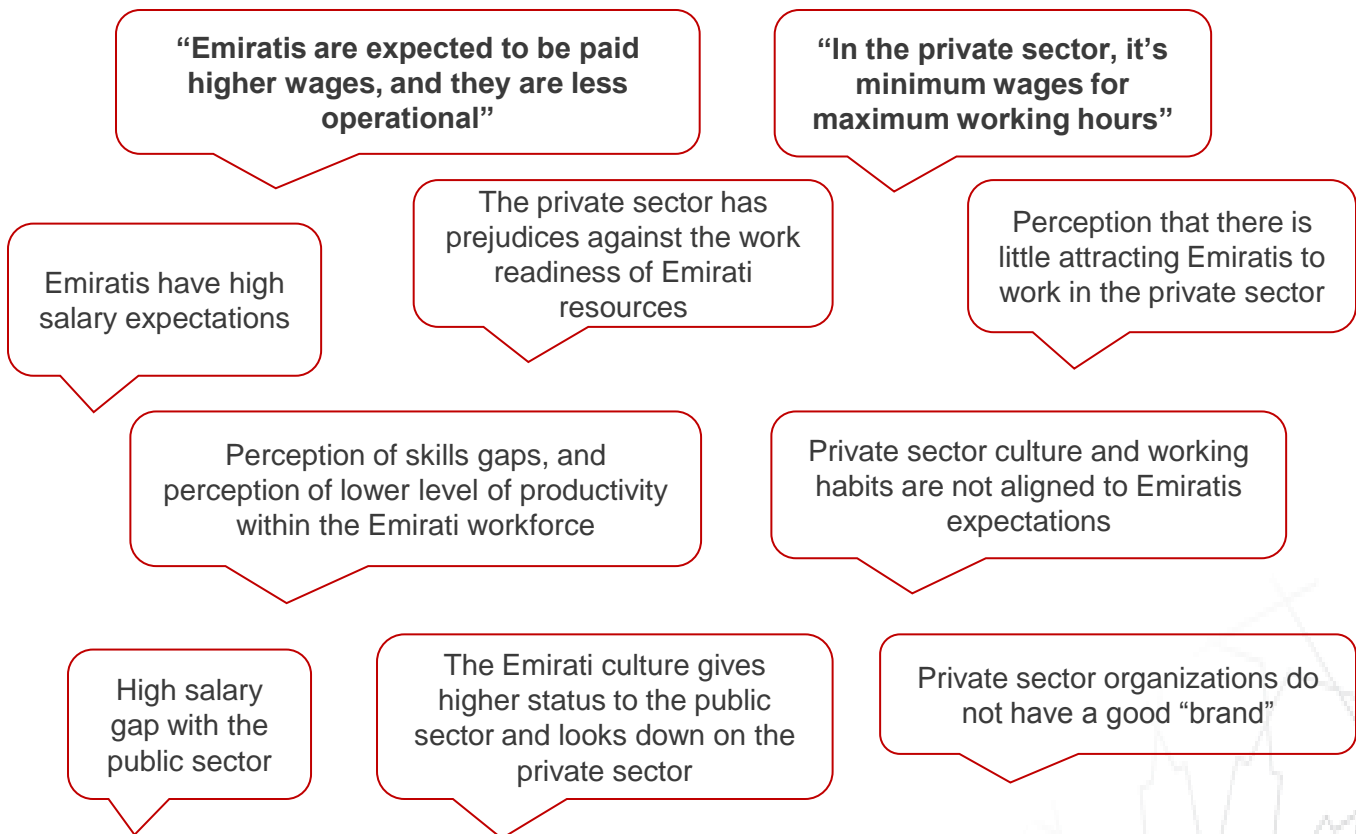 “Emiratis are expected to be paid
higher wages, and they are less
operational”
“In the private sector, it’s
minimum wages for
maximum working hours”
The private sector has
prejudices against the work
readiness of Emirati
resources
Perception that there is
little attracting Emiratis to
work in the private sector
Emiratis have high
salary expectations
Perception of skills gaps, and
perception of lower level of productivity
within the Emirati workforce
Private sector culture and working
habits are not aligned to Emiratis
expectations
High salary
gap with the
public sector
The Emirati culture gives
higher status to the public
sector and looks down on the
private sector
Private sector organizations do
not have a good “brand”